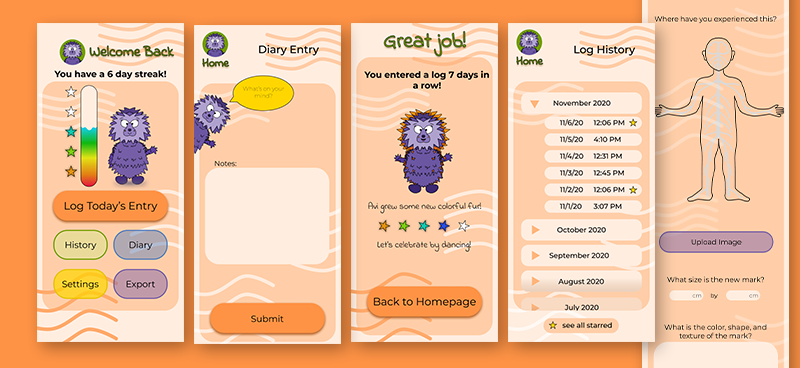 Welcome Back
You have a 6 day streak!
Log Today's Entry
History
Diary
Settings
Export
Home
Diary Entry
What's on your
mind?
Notes:
Submit
Great job!
You entered a log 7 days in
a row!
Avi grew some new colorful fur!
Let's celebrate by dancing!
Back to Homepage
Home
Log History
November 2020
11/6/20 12:06 PM
11/5/20 4:10 PM
11/4/20 12:31 PM
11/3/20 12:45 PM
11/2/20 12:06 PM
11/1/20 3:07 PM
October 2020
September 2020
August 2020
July 2020
see all starred
Where have you experienced this?
Upload Image
What size is the new mark?
cm by cm
What is the color, shape, and
texture of the mark?